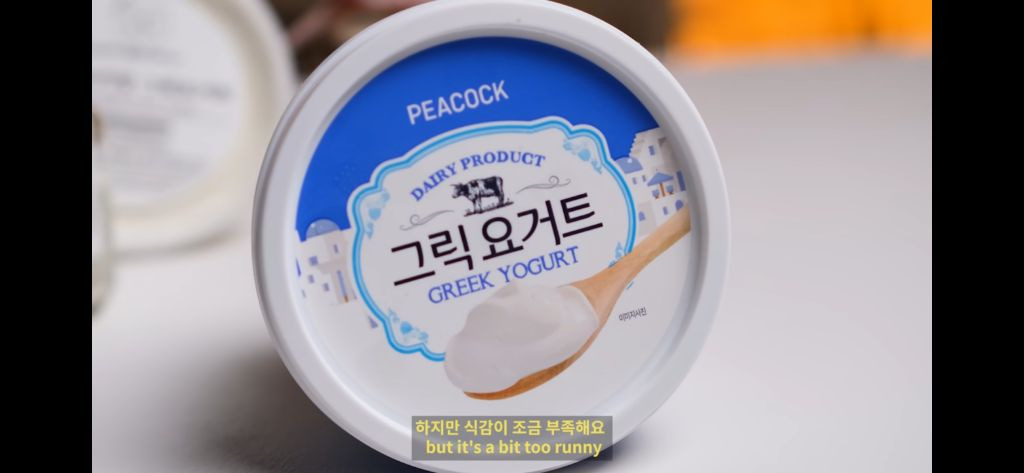 PEACOCK
DAIRY PRODUCT
그릭 요거트
GREEK YOGURT
이미지사진
하지만 식감이 조금 부족해요
but it's a bit too runny